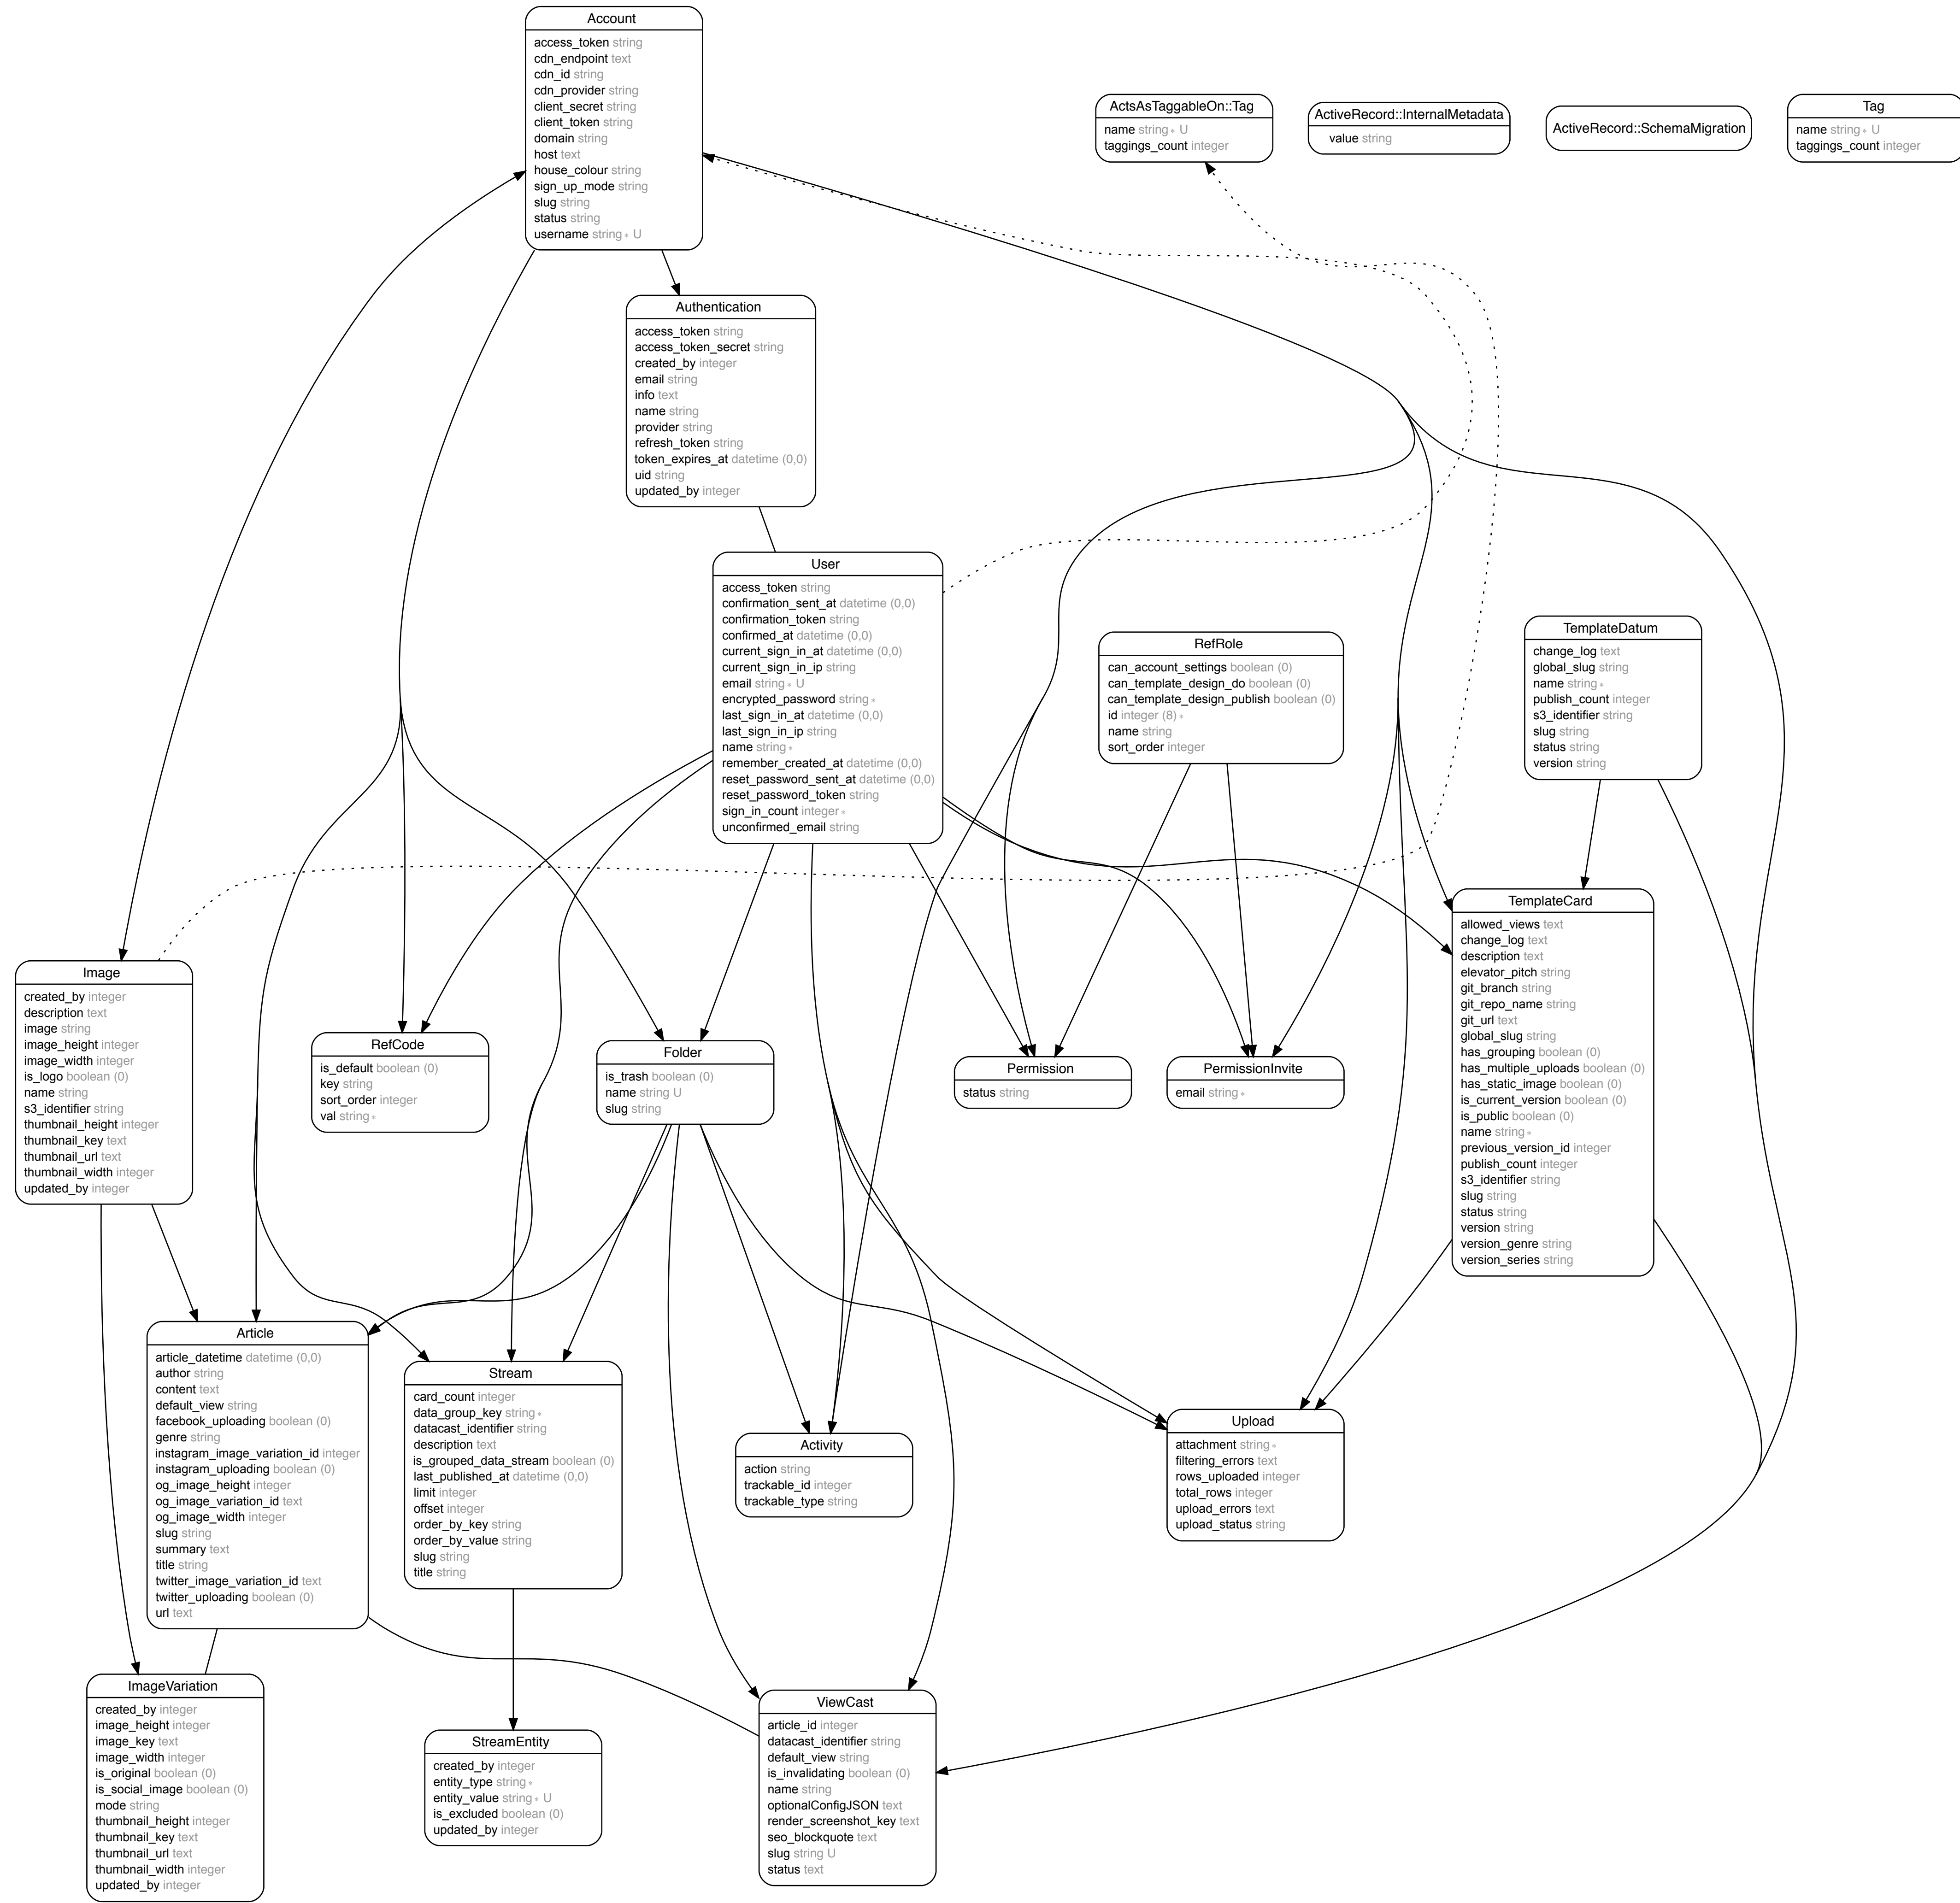 Account
access_token string
cdn_endpoint text
cdn_id string
cdn_provider string
client_secret string
client_token string
domain string
host text
house_colour string
sign_up_mode string
slug string
status string
username string∗ U
ActsAsTaggableOn::Tag
name string∗ U
taggings_count integer
ActiveRecord::InternalMetadata
value string
ActiveRecord::SchemaMigration
Tag
name string∗ U
taggings_count integer
Authentication
access_token string
access_token_secret string
created_by integer
email string
info text
name string
provider string
refresh_token string
token_expires_at datetime (0,0)
uid string
updated_by integer
User
access_token string
confirmation_sent_at datetime (0,0)
confirmation_token string
confirmed_at datetime (0,0)
current_sign_in_at datetime (0,0)
current_sign_in_ip string
email string∗ U
encrypted_password string∗
last_sign_in_at datetime (0,0)
last_sign_in_ip string
name string∗
remember_created_at datetime (0,0)
reset_password_sent_at datetime (0,0)
reset_password_token string
sign_in_count integer∗
unconfirmed_email string
RefRole
can_account_settings boolean (0)
can_template_design_do boolean (0)
can_template_design_publish boolean (0)
id integer (8)∗
name string
sort_order integer
TemplateDatum
change_log text
global_slug string
name string∗
publish_count integer
s3_identifier string
slug string
status string
version string
TemplateCard
allowed_views text
change_log text
description text
elevator_pitch string
git_branch string
git_repo_name string
git_url text
global_slug string
has_grouping boolean (0)
has_multiple_uploads boolean (0)
has_static_image boolean (0)
is_current_version boolean (0)
is_public boolean (0)
name string∗
previous_version_id integer
publish_count integer
s3_identifier string
slug string
status string
version string
version_genre string
version_series string
Image
created_by integer
description text
image string
image_height integer
image_width integer
is_logo boolean (0)
name string
s3_identifier string
thumbnail_height integer
thumbnail_key text
thumbnail_url text
thumbnail_width integer
updated_by integer
RefCode
is_default boolean (0)
key string
sort_order integer
val string∗
Folder
is_trash boolean (0)
name string U
slug string
Permission
status string
PermissionInvite
email string∗
Article
article_datetime datetime (0,0)
author string
content text
default_view string
facebook_uploading boolean (0)
genre string
instagram_image_variation_id integer
instagram_uploading boolean (0)
og_image_height integer
og_image_variation_id text
og_image_width integer
slug string
summary text
title string
twitter_image_variation_id text
twitter_uploading boolean (0)
url text
Stream
card_count integer
data_group_key string∗
datacast_identifier string
description text
is_grouped_data_stream boolean (0)
last_published_at datetime (0,0)
limit integer
offset integer
order_by_key string
order_by_value string
slug string
title string
Activity
action string
trackable_id integer
trackable_type string
Upload
attachment string∗
filtering_errors text
rows_uploaded integer
total_rows integer
upload_errors text
upload_status string
ImageVariation
created_by integer
image_height integer
image_key text
image_width integer
is_original boolean (0)
is_social_image boolean (0)
mode string
thumbnail_height integer
thumbnail_key text
thumbnail_url text
thumbnail_width integer
updated_by integer
StreamEntity
created_by integer
entity_type string∗
entity_value string∗ U
is_excluded boolean (0)
updated_by integer
ViewCast
article_id integer
datacast_identifier string
default_view string
is_invalidating boolean (0)
name string
optionalConfigJSON text
render_screenshot_key text
seo_blockquote text
slug string U
status text